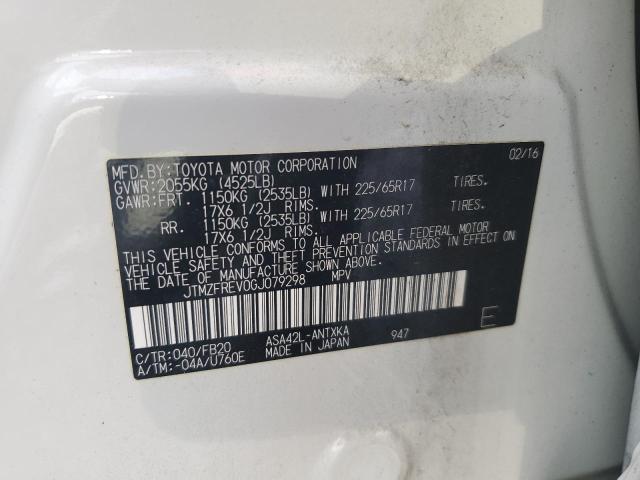 MFD.BY:TOYOTA MOTOR CORPORATION 02/16
GVWR:2055KG (4525LB)
GAWR:FRT. 1150KG (2535LB) WITH 225/65R17 TIRES.
17X6 1/2J RIMS.
RR. 1150KG (2535LB) WITH 225/65R17 TIRES.
17X6 1/2J RIMS.
THIS VEHICLE CONFORMS TO ALL APPLICABLE FEDERAL MOTOR
VEHICLE SAFETY AND THEFT PREVENTION STANDARDS IN EFFECT ON
THE DATE OF MANUFACTURE SHOWN ABOVE.
JTMZFREV0GJ079298 MPV
E
C/TR:040/FB20 ASA42L-ANTXKA 947
A/TM:-04A/U760E MADE IN JAPAN